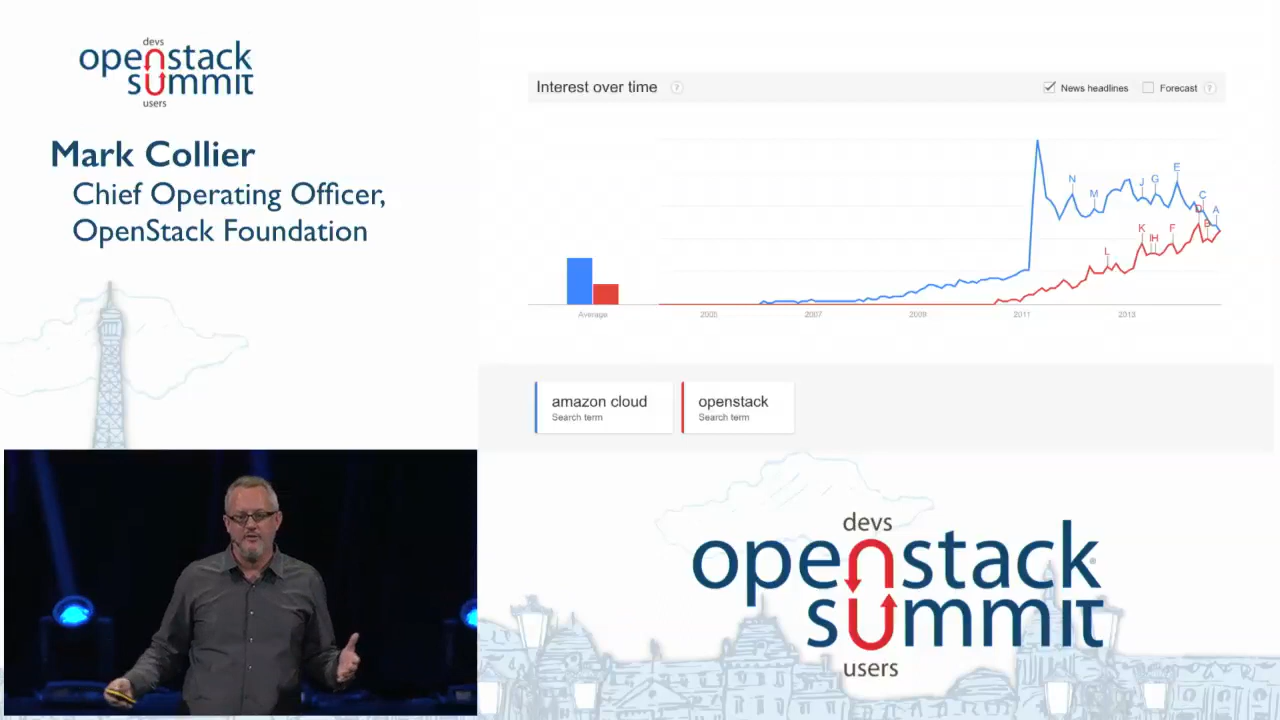 devs
openstack
summit
users
Mark Collier
Chief Operating Officer,
OpenStack Foundation
Interest over time ?
News headlines
Forecast ?
N
M
J
G
E
C
A
D
B
K
I
H
F
L
Average
2005
2007
2009
2011
2013
amazon cloud
Search term
openstack
Search term
devs
openstack®
summit
users